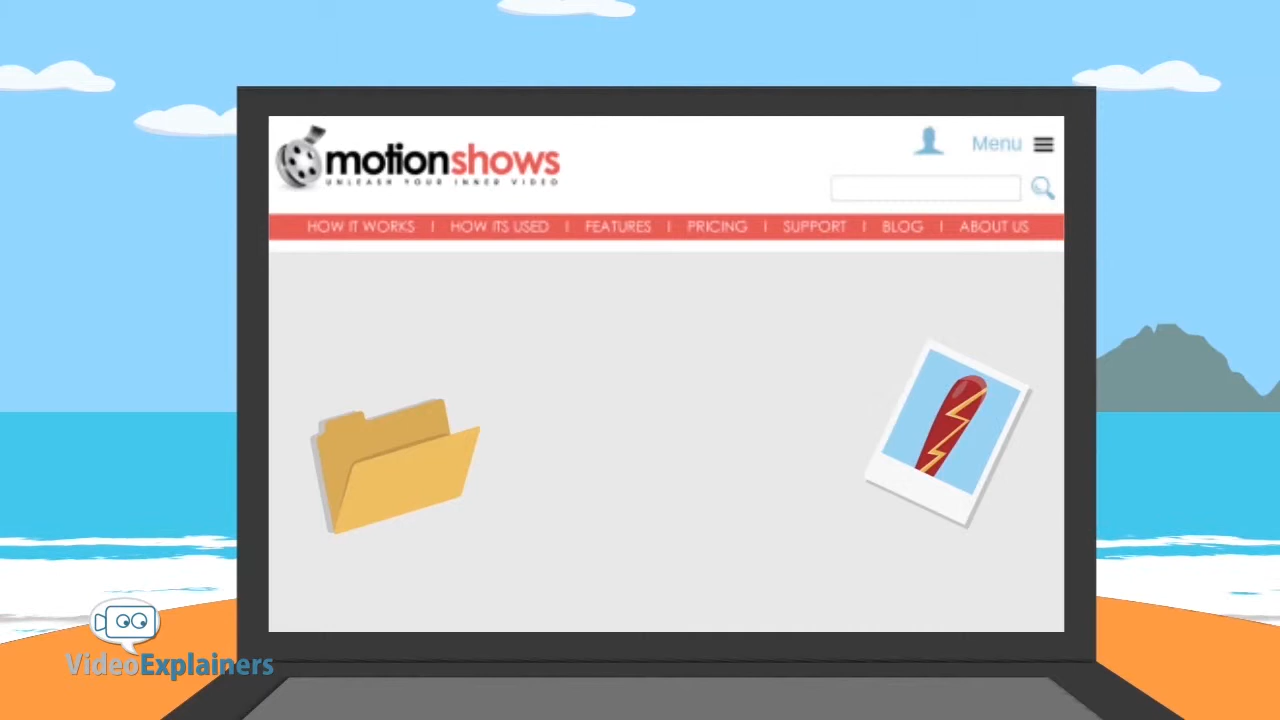 motionshows
UNLEASH YOUR INNER VIDEO
Menu
HOW IT WORKS | HOW ITS USED | FEATURES | PRICING | SUPPORT | BLOG | ABOUT US
VideoExplainers